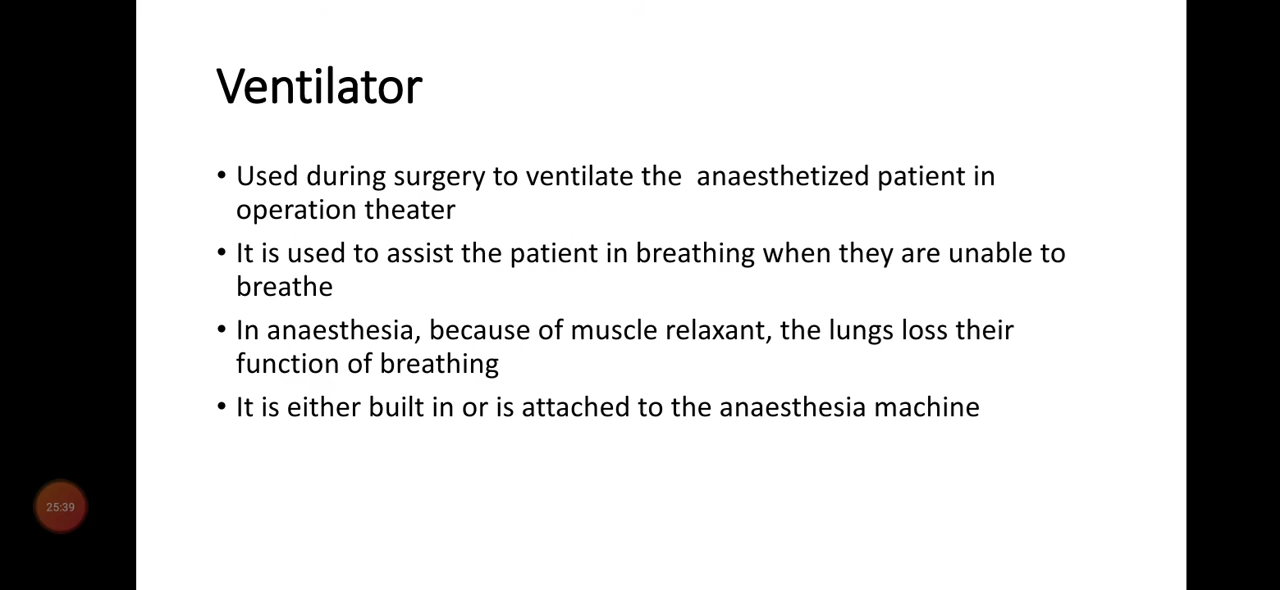 Ventilator
• Used during surgery to ventilate the  anaesthetized patient in
operation theater
• It is used to assist the patient in breathing when they are unable to
breathe
• In anaesthesia, because of muscle relaxant, the lungs loss their
function of breathing
• It is either built in or is attached to the anaesthesia machine
25:39